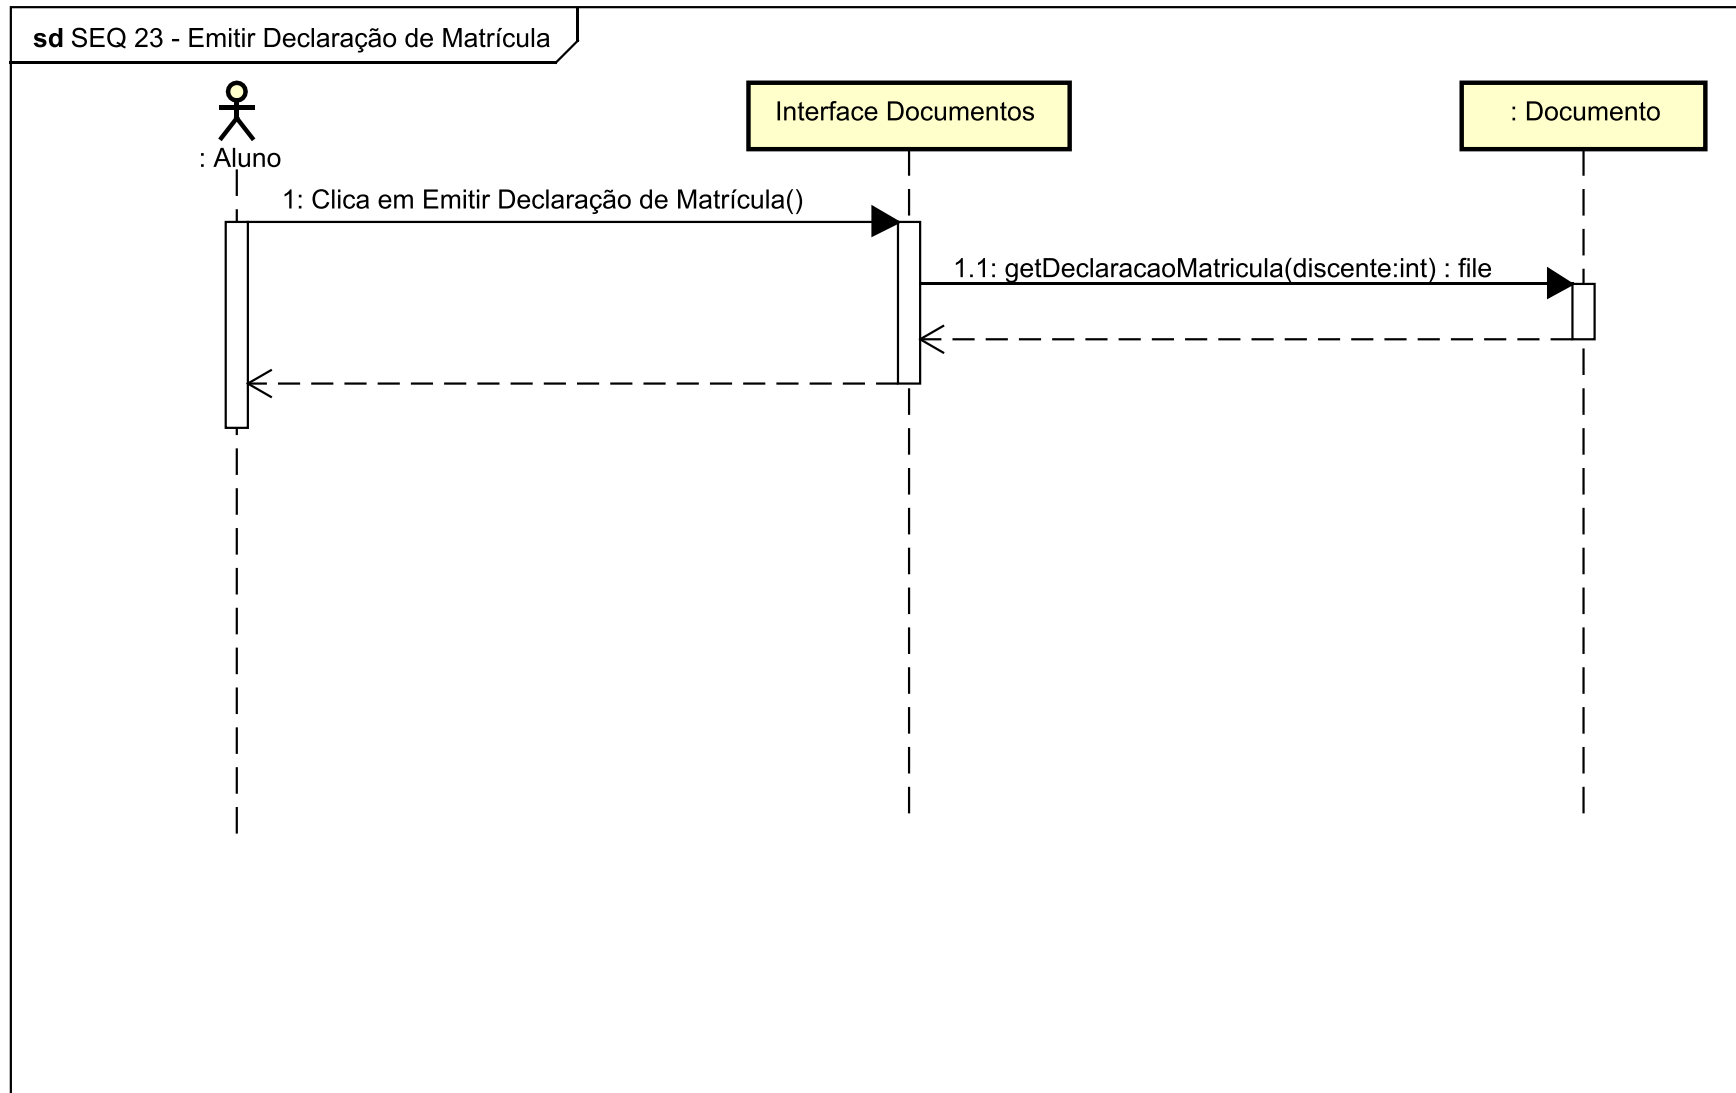 sd SEQ 23 - Emitir Declaração de Matrícula
Interface Documentos
: Documento
: Aluno
1: Clica em Emitir Declaração de Matrícula()
1.1: getDeclaracaoMatricula(discente:int) : file